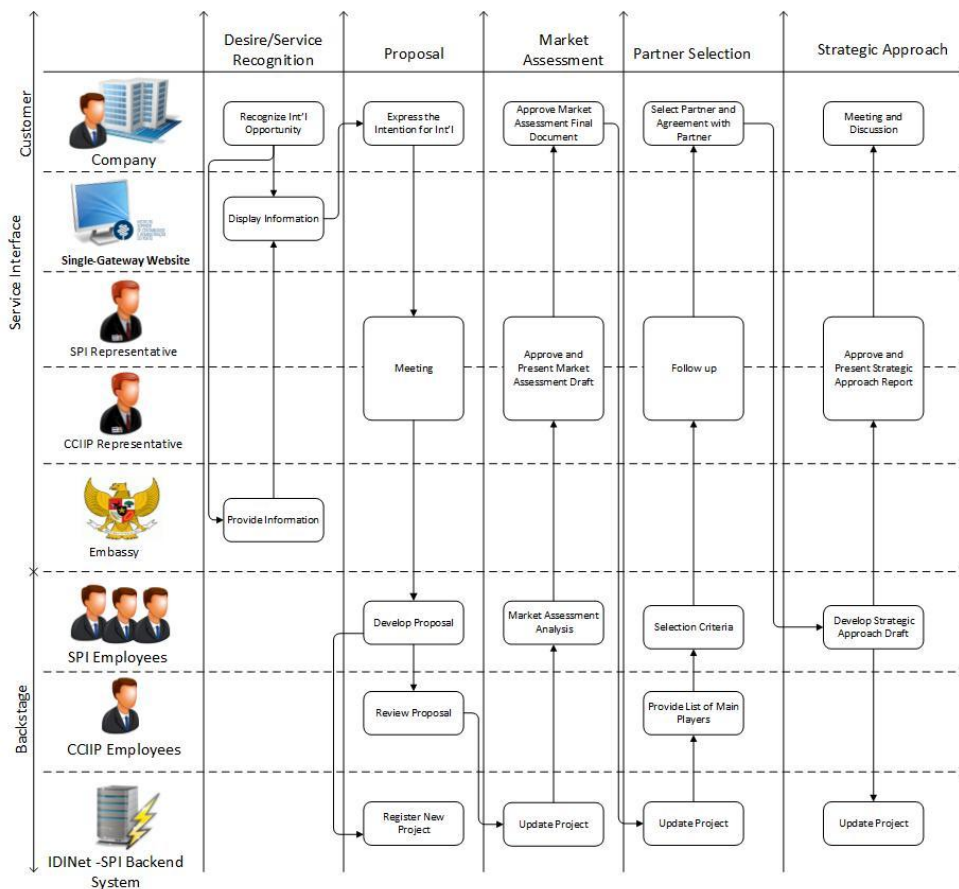 Desire/Service
Recognition
Proposal
Market
Assessment
Partner Selection
Strategic Approach
Customer
Company
Recognize Int'l
Opportunity
Express the
Intention for Int'l
Approve Market
Assessment Final
Document
Select Partner and
Agreement with
Partner
Meeting and
Discussion
Service Interface
Single-Gateway Website
Display Information
SPI Representative
CCIIP Representative
Meeting
Approve and
Present Market
Assessment Draft
Follow up
Approve and
Present Strategic
Approach Report
Embassy
Provide Information
Backstage
SPI Employees
Develop Proposal
Market Assessment
Analysis
Selection Criteria
Develop Strategic
Approach Draft
CCIIP Employees
Review Proposal
Provide List of Main
Players
IDINet -SPI Backend
System
Register New
Project
Update Project
Update Project
Update Project